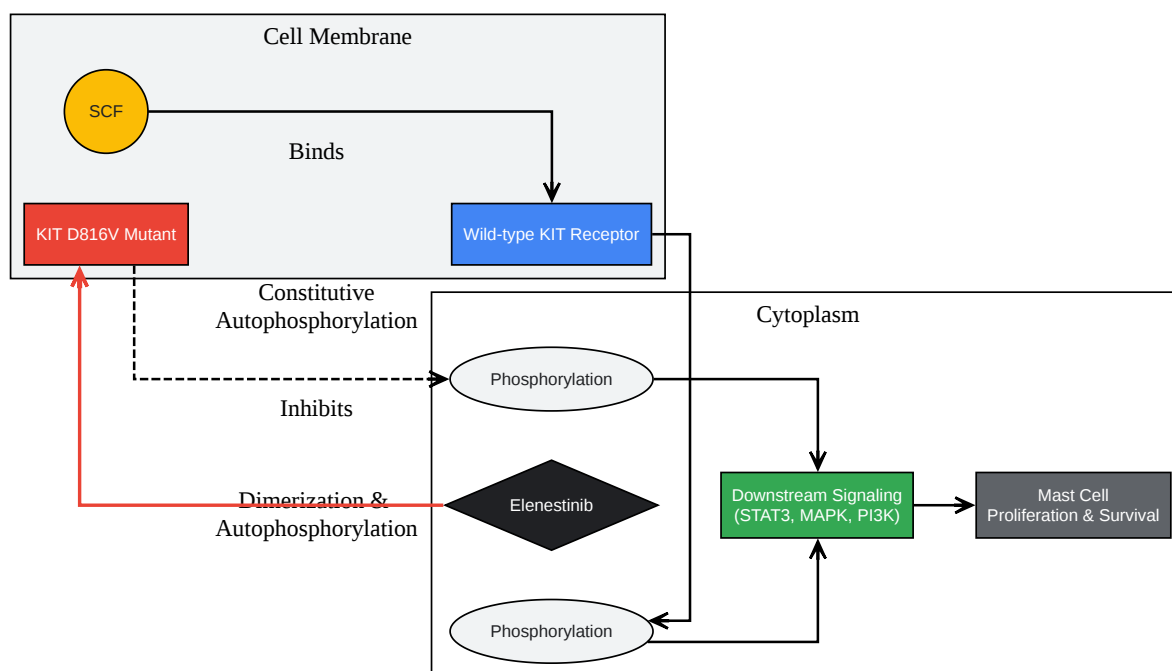 Cell Membrane
SCF
Binds
KIT D816V Mutant
Wild-type KIT Receptor
Constitutive
Autophosphorylation
Cytoplasm
Phosphorylation
Inhibits
Dimerization &
Autophosphorylation
Elenestinib
Downstream Signaling
(STAT3, MAPK, PI3K)
Mast Cell
Proliferation & Survival
Phosphorylation